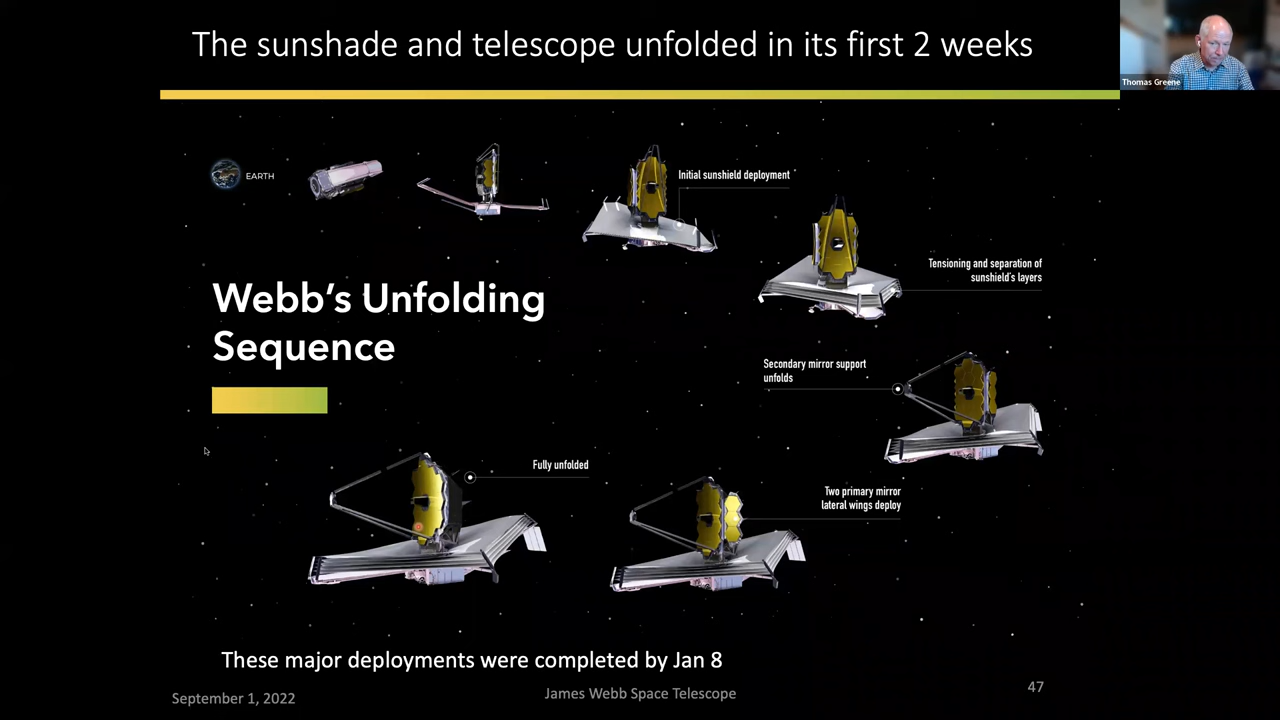 The sunshade and telescope unfolded in its first 2 weeks
Thomas Greene
EARTH
Initial sunshield deployment
Tensioning and separation of
sunshield's layers
Webb's Unfolding
Sequence
Secondary mirror support
unfolds
Fully unfolded
Two primary mirror
lateral wings deploy
These major deployments were completed by Jan 8
September 1, 2022
James Webb Space Telescope
47